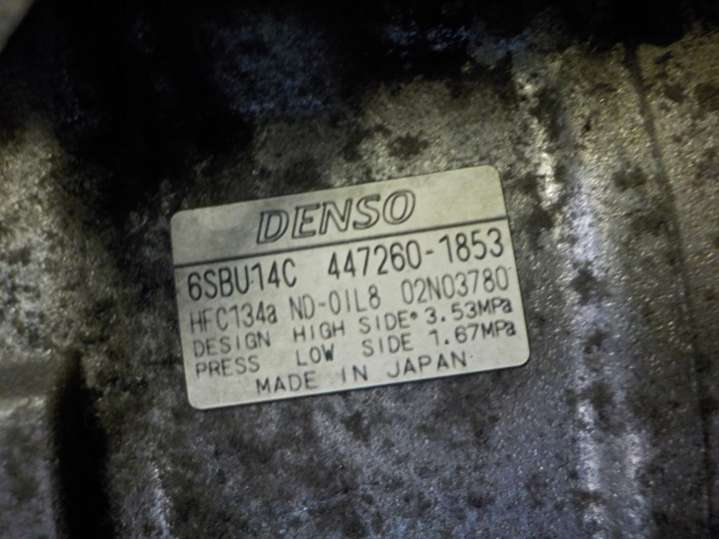 DENSO
6SBU14C 447260-1853
HFC134a ND-OIL8 02N03780
DESIGN HIGH SIDE 3.53MPa
PRESS LOW SIDE 1.67MPa
MADE IN JAPAN